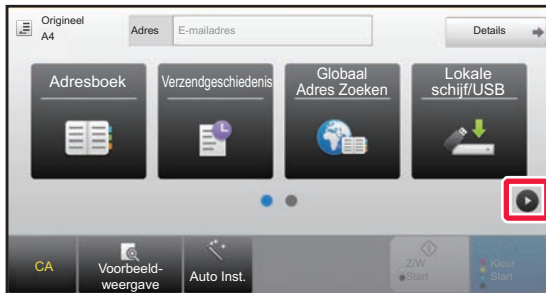 Origineel
A4
Adres
E-mailadres
Details
Adresboek
Verzendgeschiedenis
Globaal
Adres Zoeken
Lokale
schijf/USB
CA
Voorbeeld-
weergave
Auto Inst.
Z/W
Start
Kleur
Start